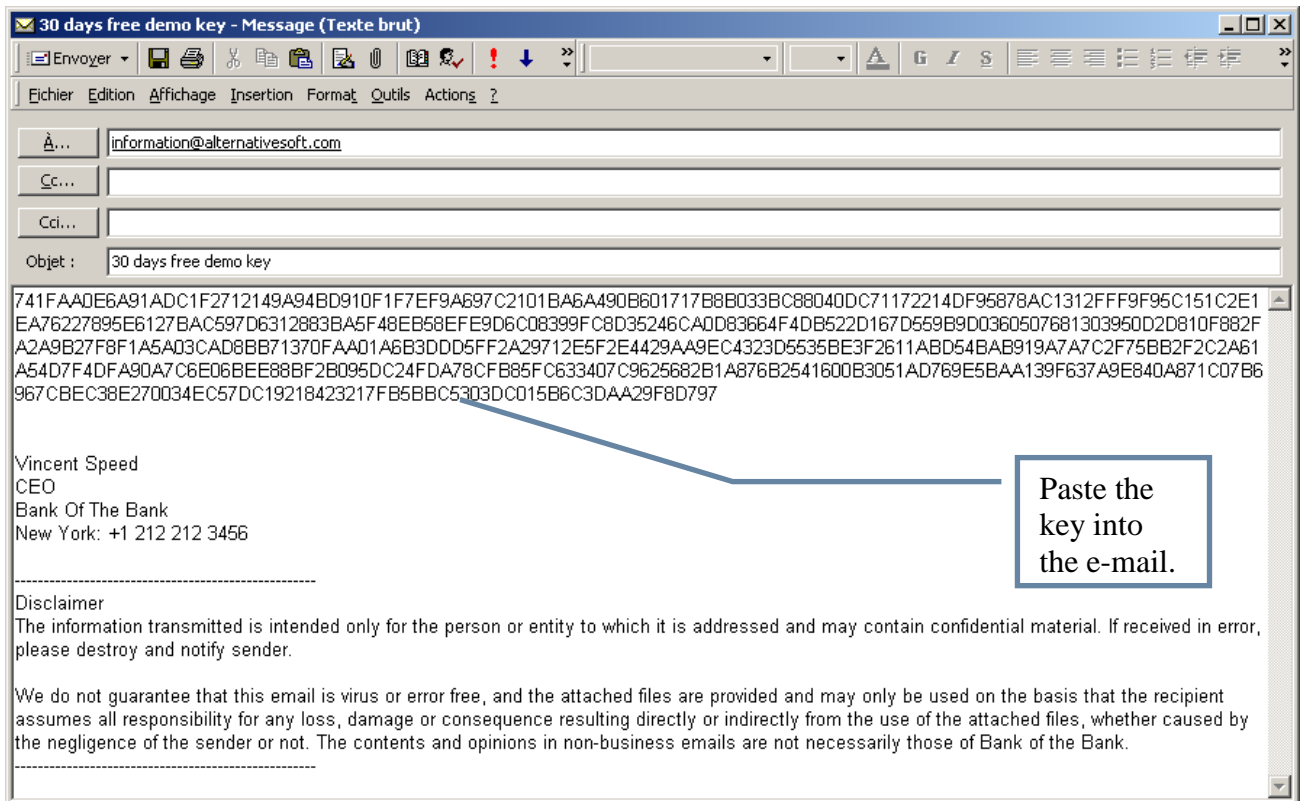 30 days free demo key - Message (Texte brut)
Envoyer
A G I S
Fichier Edition Affichage Insertion Format Outils Actions ?
À... information@alternativesoft.com
Cc...
Cci...
Objet : 30 days free demo key
741FAA0E6A91ADC1F2712149A94BD910F1F7EF9A697C2101BA6A490B601717B8B033BC88040DC71172214DF95878AC1312FFF9F95C151C2E1
EA76227895E6127BAC597D6312883BA5F48EB58EFE9D6C08399FC8D35246CA0D83664F4DB522D167D559B9D0360507681303950D2D810F882F
A2A9B27F8F1A5A03CAD8BB71370FAA01A6B3DDD5FF2A29712E5F2E4429AA9EC4323D5535BE3F2611ABD54BAB919A7A7C2F75BB2F2C2A61
A54D7F4DFA90A7C6E06BEE88BF2B095DC24FDA78CFB85FC633407C9625682B1A876B2541600B3051AD769E5BAA139F637A9E840A871C07B6
967CBEC38E270034EC57DC19218423217FB5BBC5303DC015B6C3DAA29F8D797
Vincent Speed
CEO
Bank Of The Bank
New York: +1 212 212 3456
Paste the
key into
the e-mail.
----------------------------------------------------
Disclaimer
The information transmitted is intended only for the person or entity to which it is addressed and may contain confidential material. If received in error,
please destroy and notify sender.
We do not guarantee that this email is virus or error free, and the attached files are provided and may only be used on the basis that the recipient
assumes all responsibility for any loss, damage or consequence resulting directly or indirectly from the use of the attached files, whether caused by
the negligence of the sender or not. The contents and opinions in non-business emails are not necessarily those of Bank of the Bank.
----------------------------------------------------